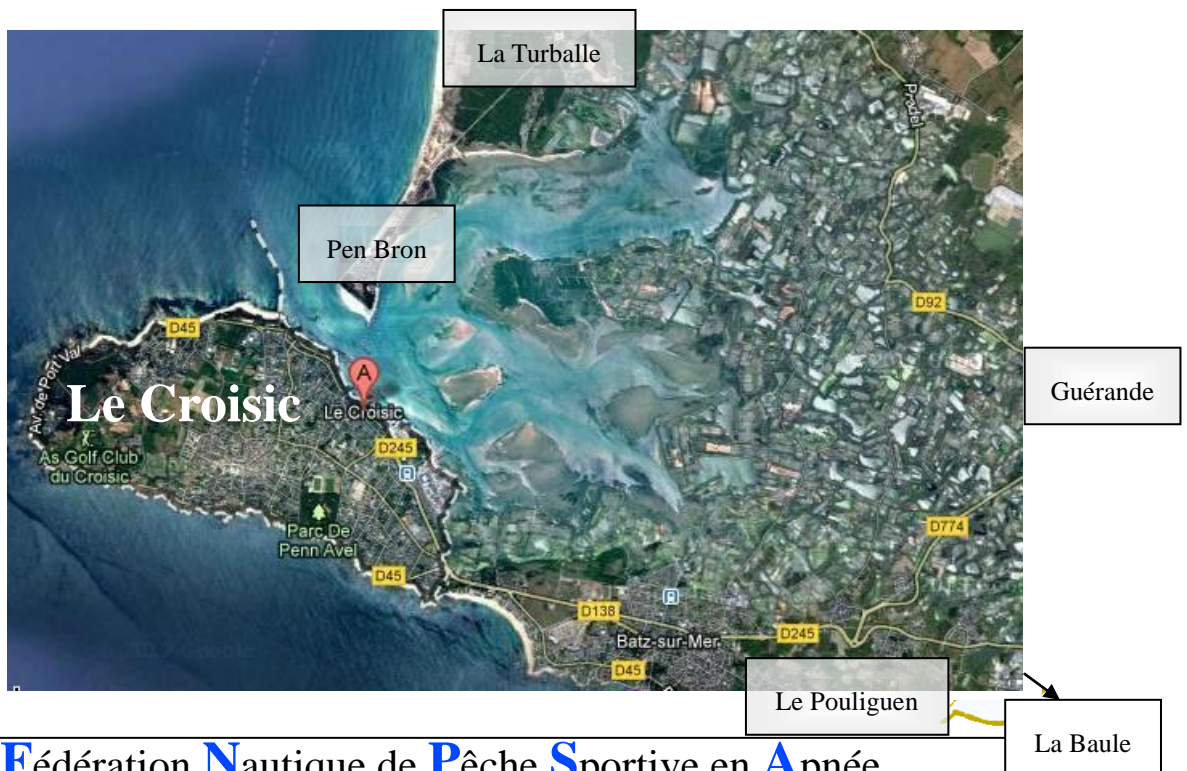 La Turballe
Pradel
Pen Bron
D92
D45
Av. de Port Val
Le Croisic
Guérande
Le Croisic
As Golf Club
du Croisic
D245
D774
Parc De
Penn Avel
D45
D138
Batz-sur-Mer
D245
D45
Le Pouliguen
La Baule
Fédération Nautique de Pêche Sportive en Apnée